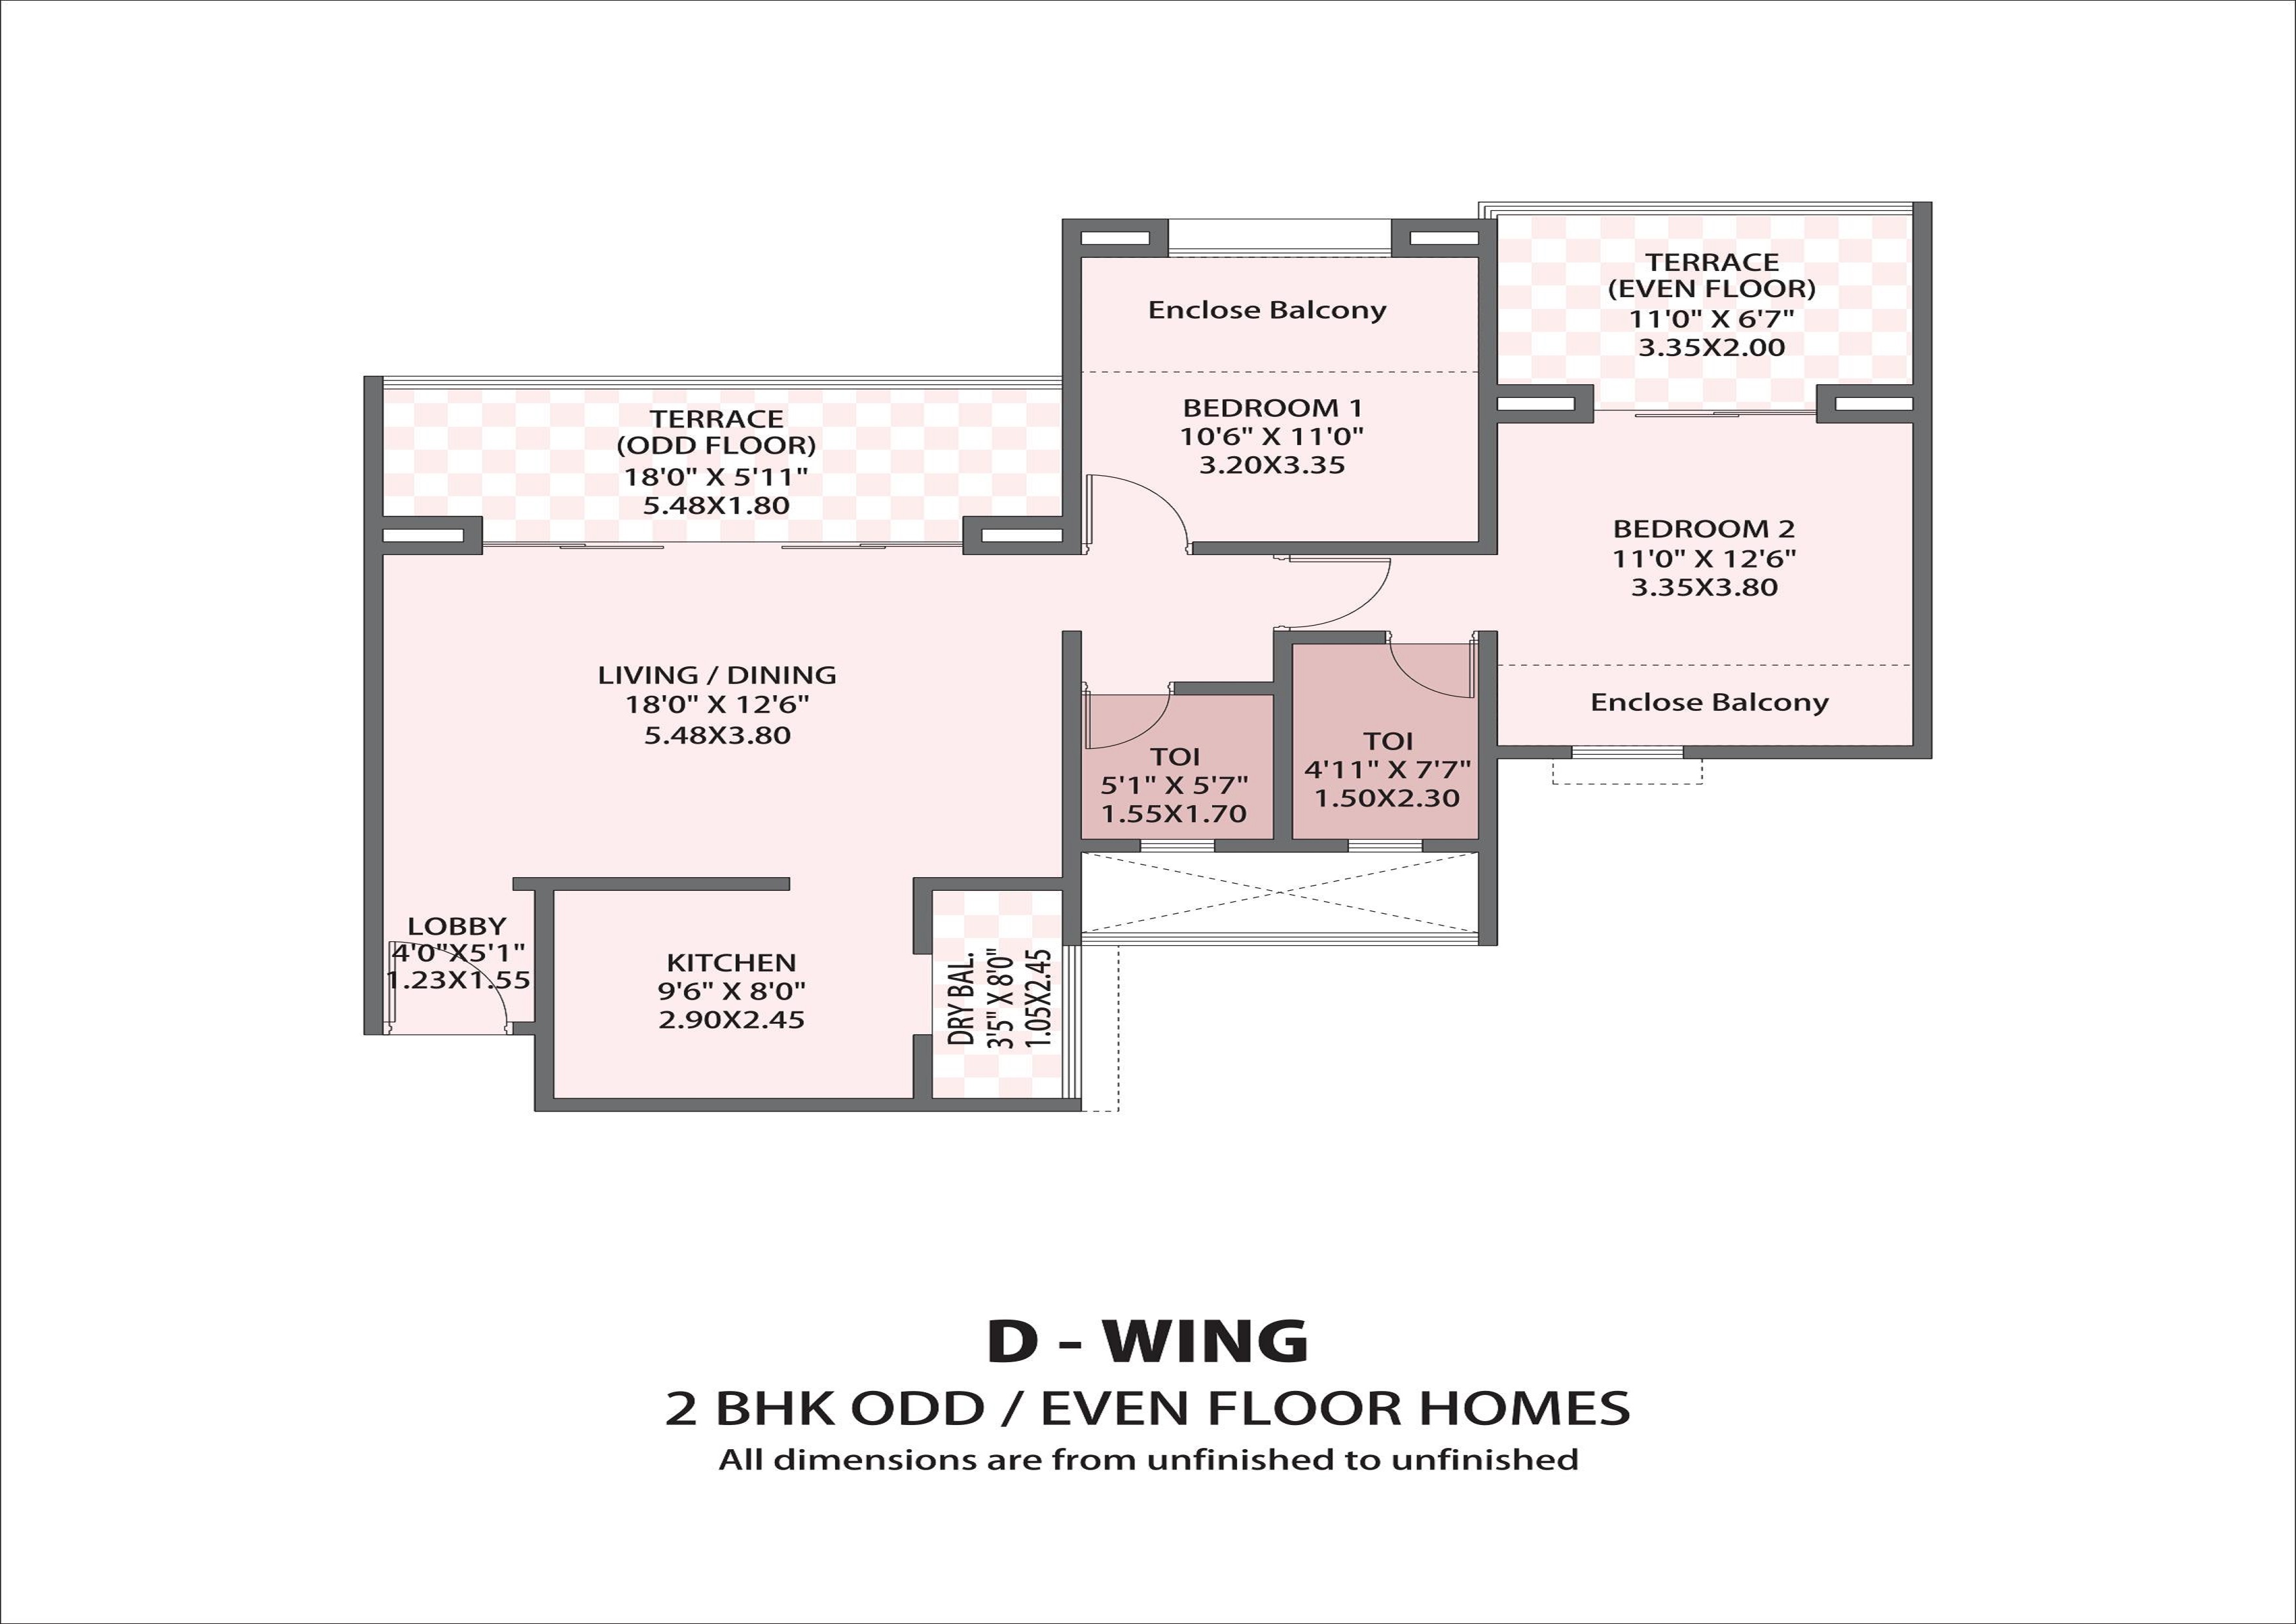 TERRACE
(EVEN FLOOR)
11'0" X 6'7"
3.35X2.00
Enclose Balcony
BEDROOM 1
10'6" X 11'0"
3.20X3.35
TERRACE
(ODD FLOOR)
18'0" X 5'11"
5.48X1.80
BEDROOM 2
11'0" X 12'6"
3.35X3.80
Enclose Balcony
LIVING / DINING
18'0" X 12'6"
5.48X3.80
TOI
5'1" X 5'7"
1.55X1.70
TOI
4'11" X 7'7"
1.50X2.30
LOBBY
4'0"X5'1"
1.23X1.55
KITCHEN
9'6" X 8'0"
2.90X2.45
DRY BAL.
3'5" X 8'0"
1.05X2.45
D - WING
2 BHK ODD / EVEN FLOOR HOMES
All dimensions are from unfinished to unfinished